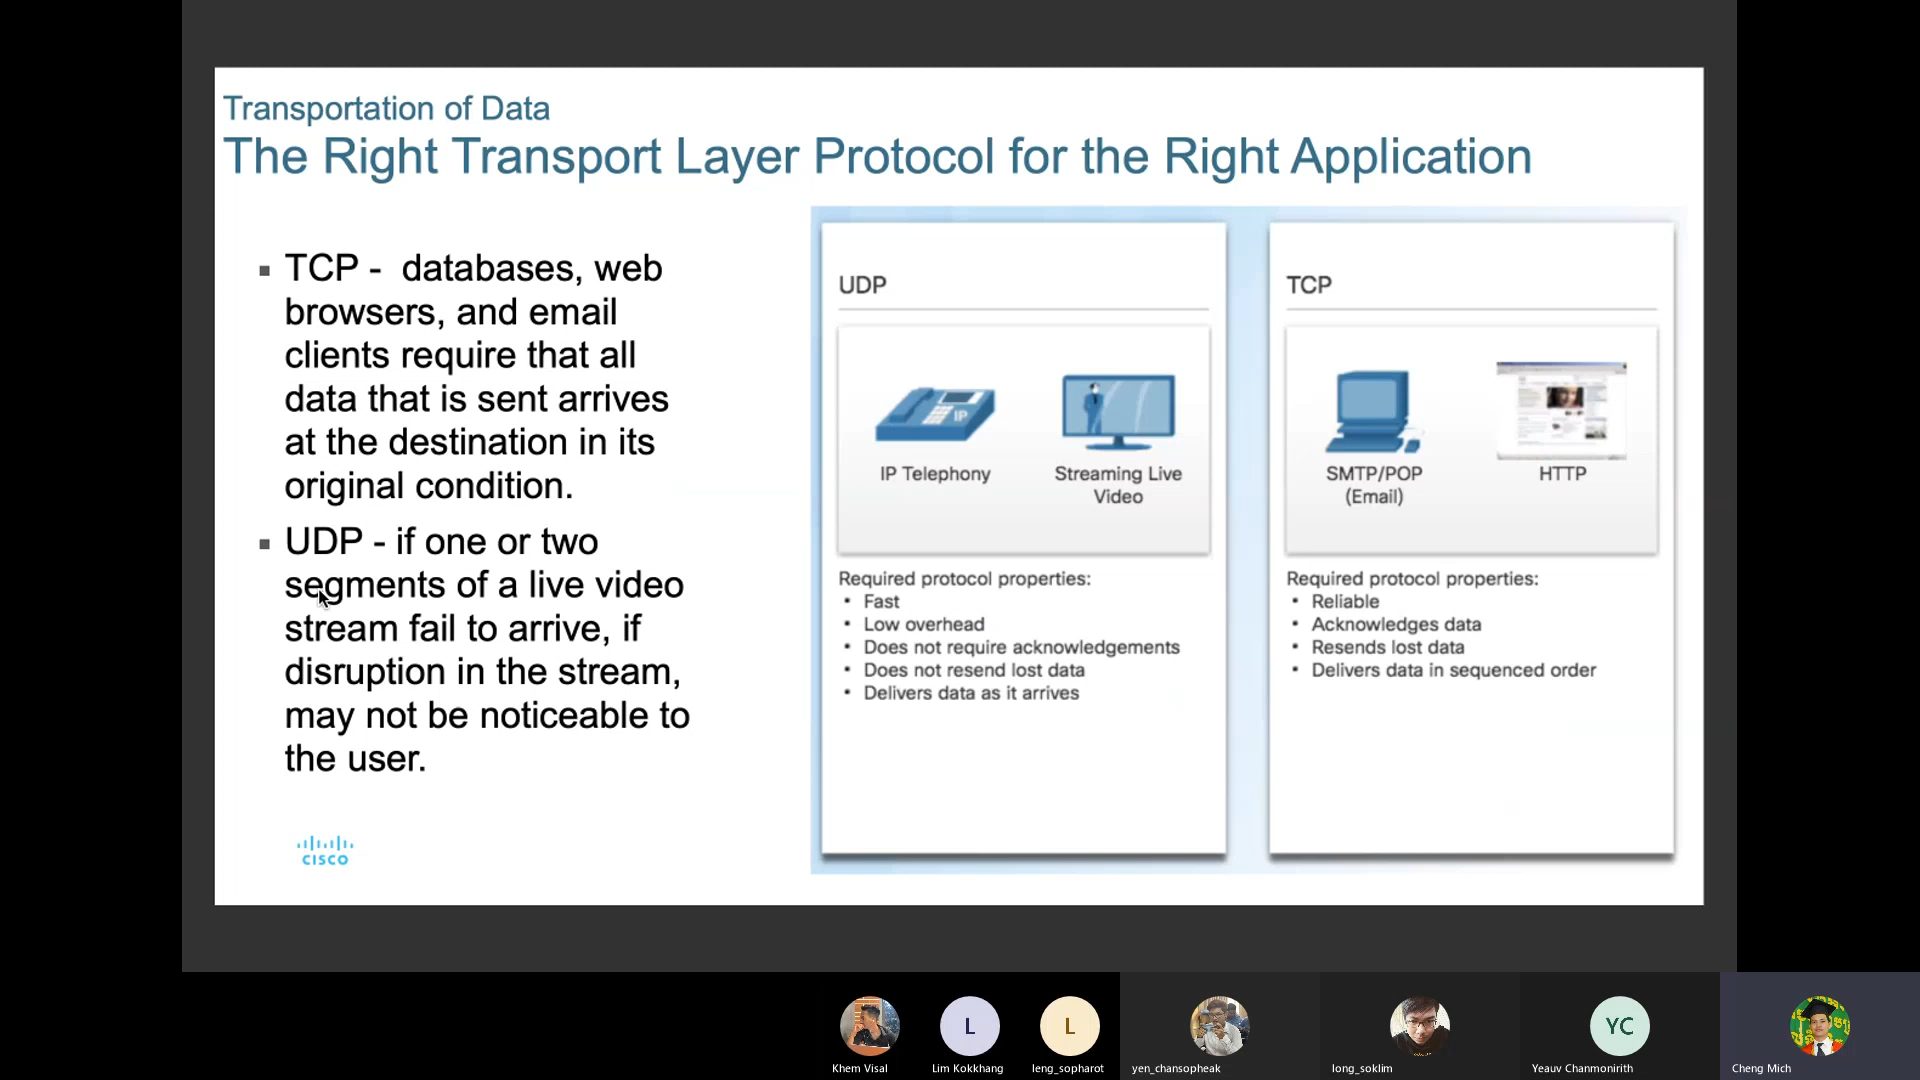 Transportation of Data
The Right Transport Layer Protocol for the Right Application
▪ TCP - databases, web
browsers, and email
clients require that all
data that is sent arrives
at the destination in its
original condition.
▪ UDP - if one or two
segments of a live video
stream fail to arrive, if
disruption in the stream,
may not be noticeable to
the user.
CISCO
UDP
IP
IP Telephony
Streaming Live
Video
Required protocol properties:
• Fast
• Low overhead
• Does not require acknowledgements
• Does not resend lost data
• Delivers data as it arrives
TCP
SMTP/POP
(Email)
HTTP
Required protocol properties:
• Reliable
• Acknowledges data
• Resends lost data
• Delivers data in sequenced order
L
L
YC
Khem Visal
Lim Kokkhang
leng_sopharot
yen_chansopheak
long_soklim
Yeauv Chanmonirith
Cheng Mich